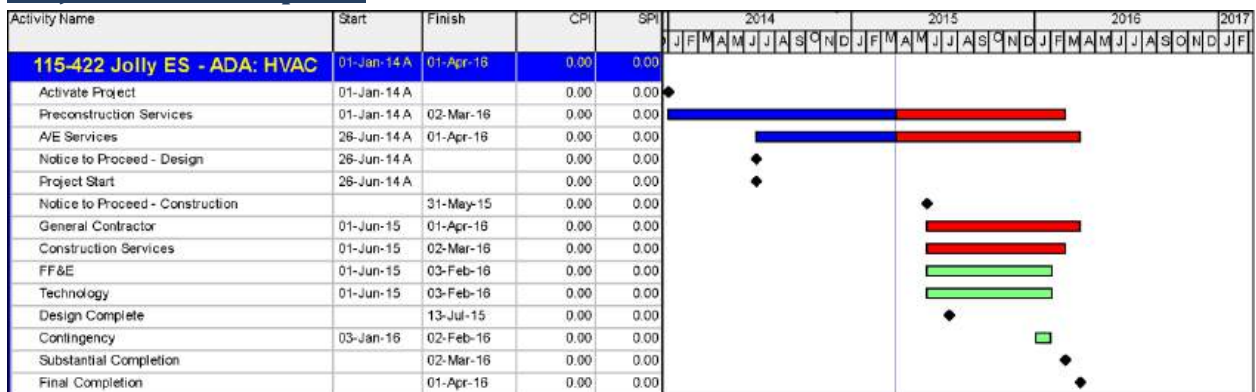 Activity Name Start Finish CPI SPI 2014 2015 2016 2017
J F M A M J J A S O N D J F M A M J J A S O N D J F M A M J J A S O N D J F
115-422 Jolly ES - ADA: HVAC 01-Jan-14 A 01-Apr-16 0.00 0.00
Activate Project 01-Jan-14 A 0.00 0.00
Preconstruction Services 01-Jan-14 A 02-Mar-16 0.00 0.00
A/E Services 26-Jun-14 A 01-Apr-16 0.00 0.00
Notice to Proceed - Design 26-Jun-14 A 0.00 0.00
Project Start 26-Jun-14 A 0.00 0.00
Notice to Proceed - Construction 31-May-15 0.00 0.00
General Contractor 01-Jun-15 01-Apr-16 0.00 0.00
Construction Services 01-Jun-15 02-Mar-16 0.00 0.00
FF&E 01-Jun-15 03-Feb-16 0.00 0.00
Technology 01-Jun-15 03-Feb-16 0.00 0.00
Design Complete 13-Jul-15 0.00 0.00
Contingency 03-Jan-16 02-Feb-16 0.00 0.00
Substantial Completion 02-Mar-16 0.00 0.00
Final Completion 01-Apr-16 0.00 0.00